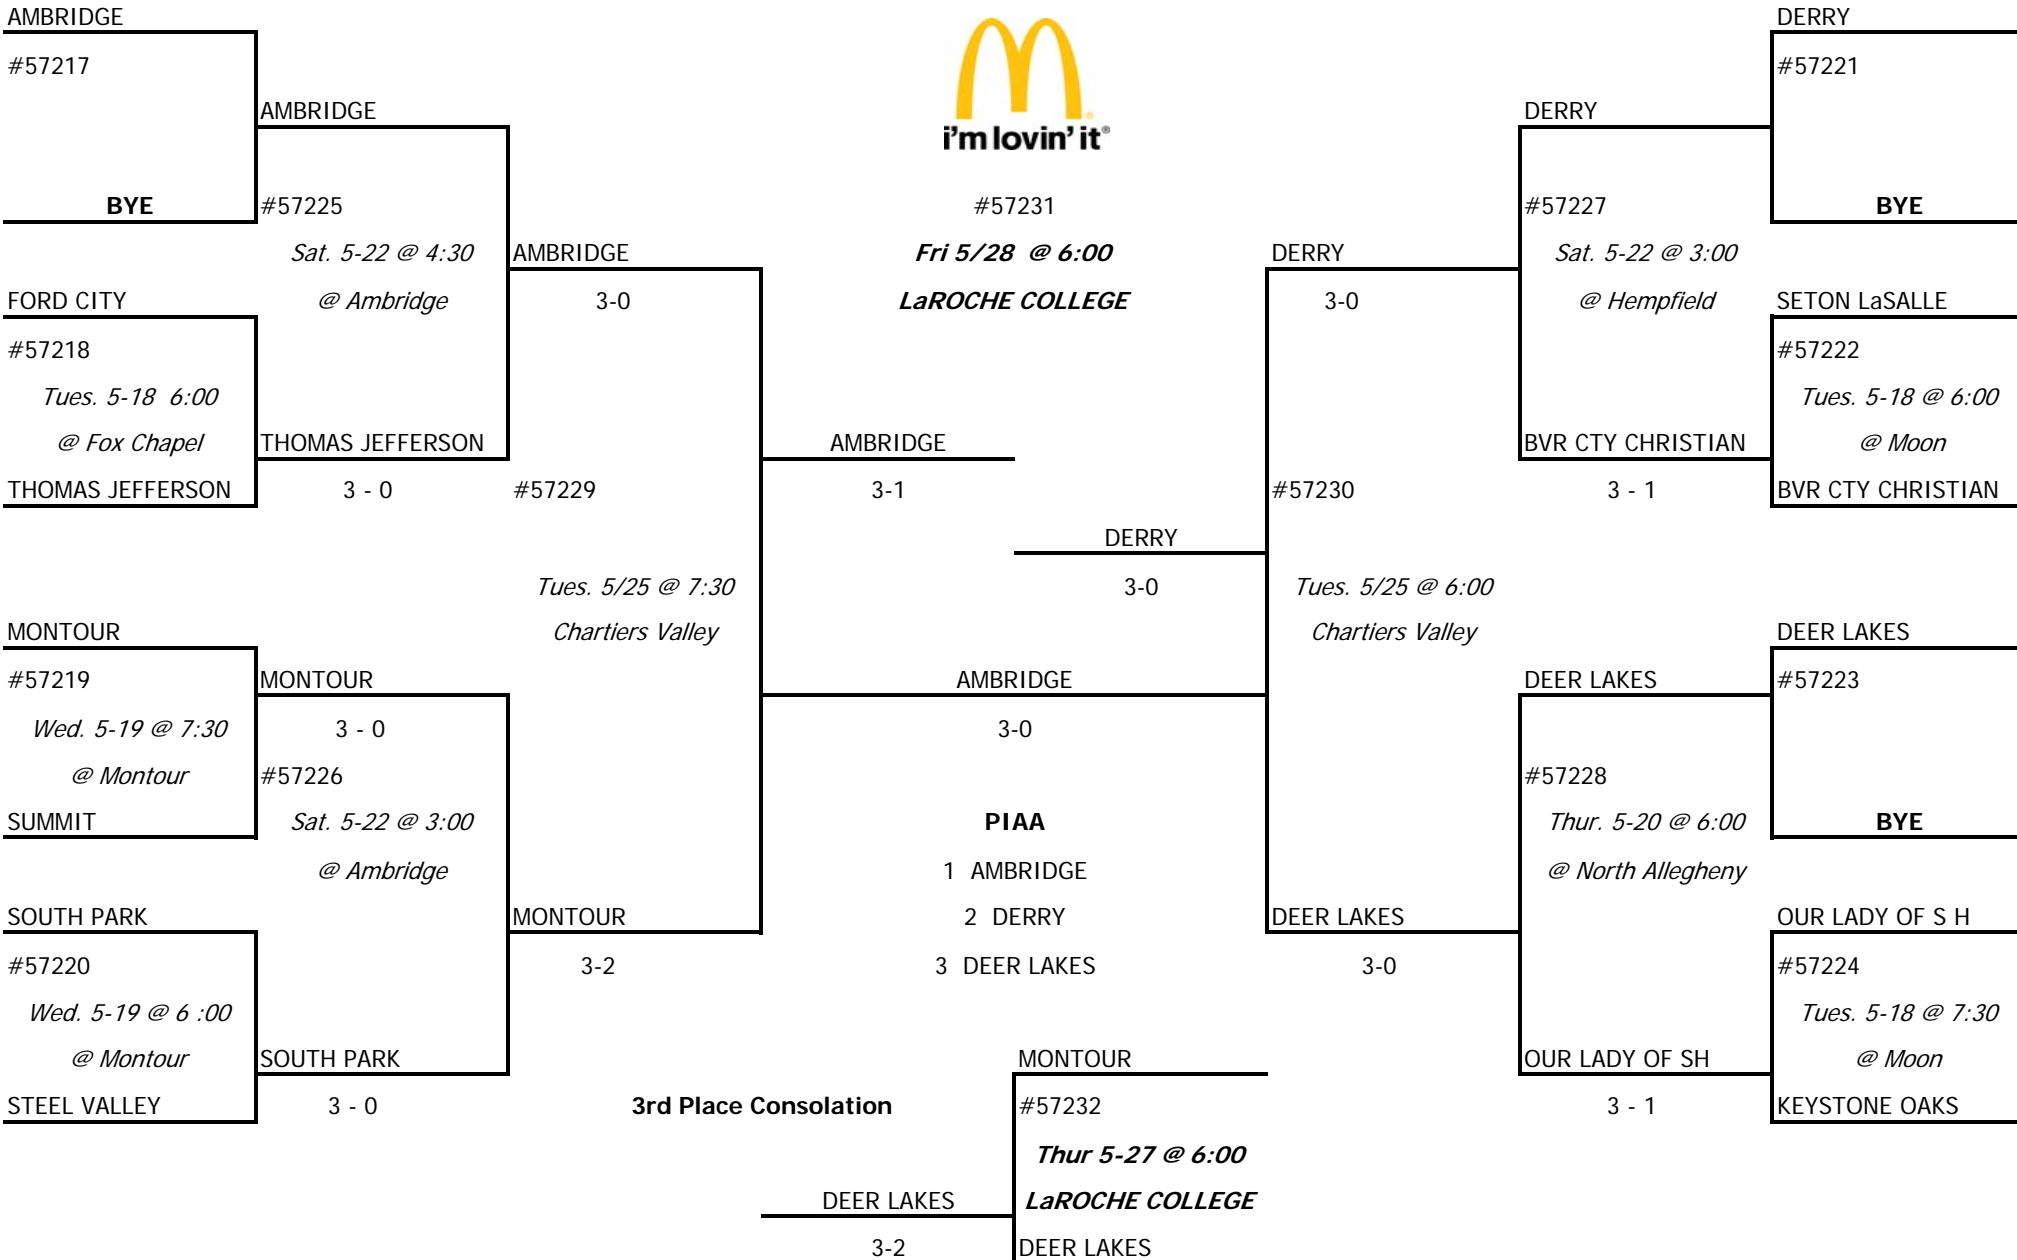 AMBRIDGE
#57217
AMBRIDGE
BYE
#57225
Sat. 5-22 @ 4:30
@ Ambridge
AMBRIDGE
3-0
FORD CITY
#57218
Tues. 5-18 6:00
@ Fox Chapel
THOMAS JEFFERSON
THOMAS JEFFERSON
3 - 0
#57229
Tues. 5/25 @ 7:30
Chartiers Valley
MONTOUR
#57219
Wed. 5-19 @ 7:30
@ Montour
SUMMIT
MONTOUR
3 - 0
#57226
Sat. 5-22 @ 3:00
@ Ambridge
SOUTH PARK
#57220
Wed. 5-19 @ 6 :00
@ Montour
STEEL VALLEY
SOUTH PARK
3 - 0
MONTOUR
3-2
i'm lovin' it®
#57231
Fri 5/28 @ 6:00
LaROCHE COLLEGE
AMBRIDGE
3-1
DERRY
3-0
AMBRIDGE
3-0
PIAA
1 AMBRIDGE
2 DERRY
3 DEER LAKES
3rd Place Consolation
MONTOUR
#57232
Thur 5-27 @ 6:00
LaROCHE COLLEGE
DEER LAKES
3-2
DEER LAKES
DERRY
3-0
#57230
Tues. 5/25 @ 6:00
Chartiers Valley
DEER LAKES
3-0
DERRY
#57227
Sat. 5-22 @ 3:00
@ Hempfield
BVR CTY CHRISTIAN
3 - 1
DEER LAKES
#57228
Thur. 5-20 @ 6:00
@ North Allegheny
OUR LADY OF SH
3 - 1
DERRY
#57221
BYE
SETON LaSALLE
#57222
Tues. 5-18 @ 6:00
@ Moon
BVR CTY CHRISTIAN
DEER LAKES
#57223
BYE
OUR LADY OF S H
#57224
Tues. 5-18 @ 7:30
@ Moon
KEYSTONE OAKS